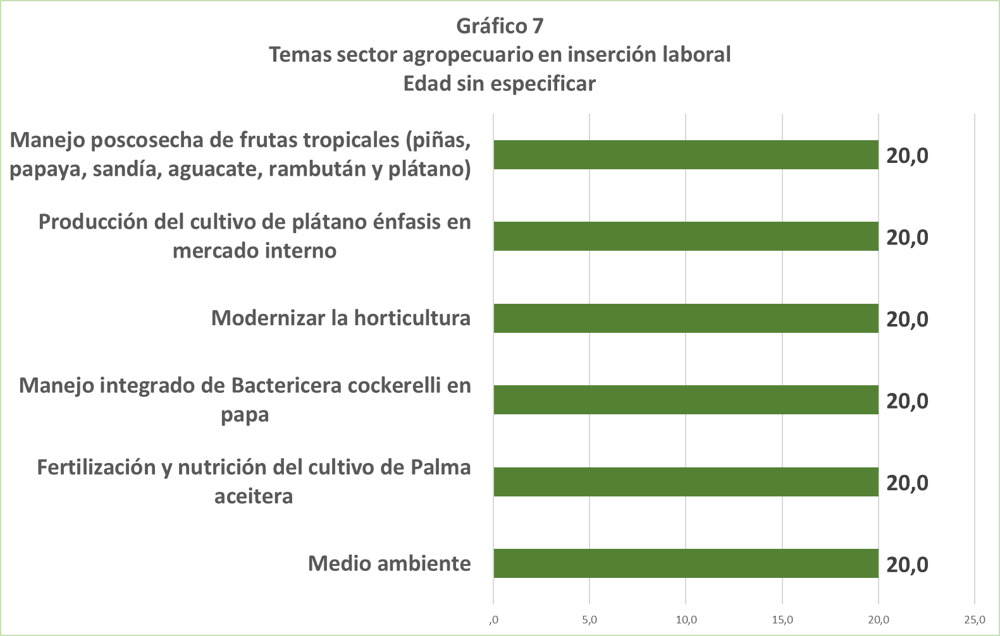 Gráfico 7
Temas sector agropecuario en inserción laboral
Edad sin especificar
Manejo poscosecha de frutas tropicales (piñas,
papaya, sandía, aguacate, rambután y plátano)
20,0
Producción del cultivo de plátano énfasis en
mercado interno
20,0
Modernizar la horticultura
20,0
Manejo integrado de Bactericera cockerelli en
papa
20,0
Fertilización y nutrición del cultivo de Palma
aceitera
20,0
Medio ambiente
20,0
,0 5,0 10,0 15,0 20,0 25,0